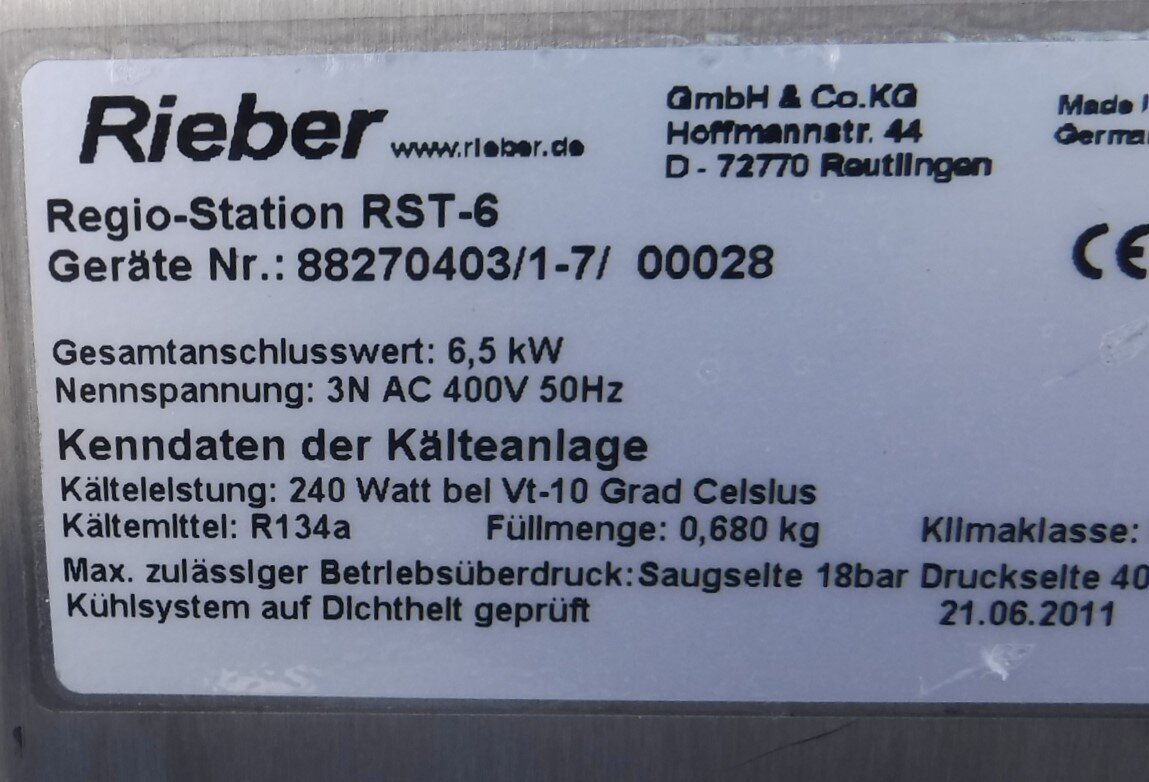 Rieber www.rieber.de
GmbH & Co.KG
Hoffmannstr. 44
D - 72770 Reutlingen
Made
CE
Regio-Station RST-6
Geräte Nr.: 88270403/1-7/ 00028
Gesamtanschlusswert: 6,5 kW
Nennspannung: 3N AC 400V 50Hz
Kenndaten der Kälteanlage
Kälteleistung: 240 Watt bei Vt-10 Grad Celsius
Kältemittel: R134a Füllmenge: 0,680 kg Klimaklasse:
Max. zulässiger Betriebsüberdruck: Saugseite 18bar Druckseite 40
Kühlsystem auf Dichtheit geprüft 21.06.2011